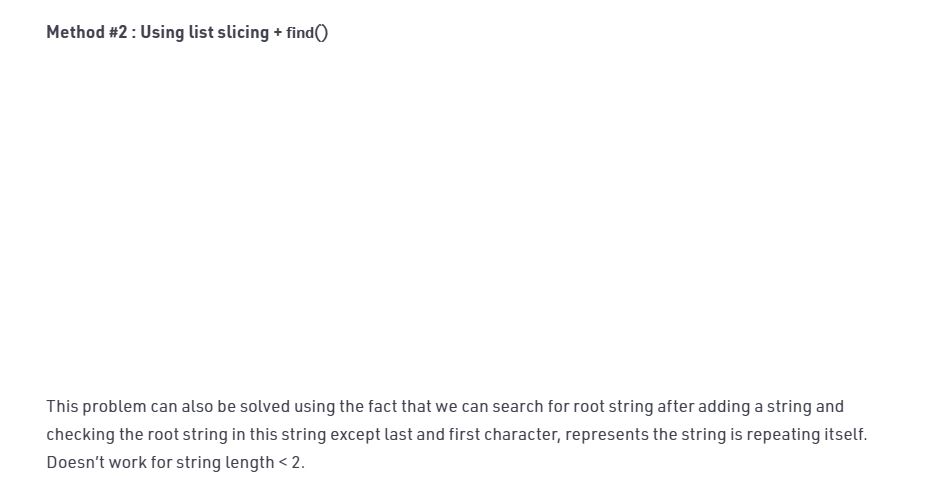 Method #2 : Using list slicing + find()
This problem can also be solved using the fact that we can search for root string after adding a string and
checking the root string in this string except last and first character, represents the string is repeating itself.
Doesn’t work for string length < 2.